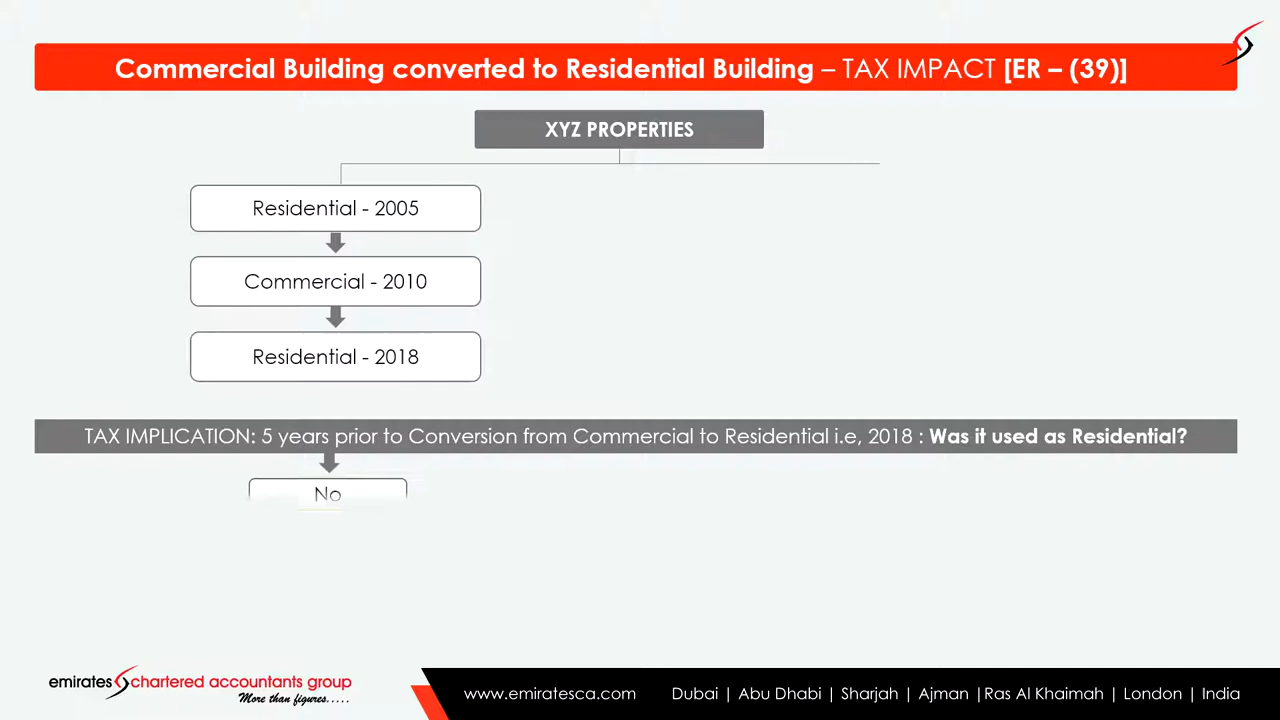 Commercial Building converted to Residential Building – TAX IMPACT [ER – (39)]
XYZ PROPERTIES
Residential - 2005
Commercial - 2010
Residential - 2018
TAX IMPLICATION: 5 years prior to Conversion from Commercial to Residential i.e, 2018 : Was it used as Residential?
No
emirates chartered accountants group
More than figures.....
www.emiratesca.com Dubai | Abu Dhabi | Sharjah | Ajman |Ras Al Khaimah | London | India